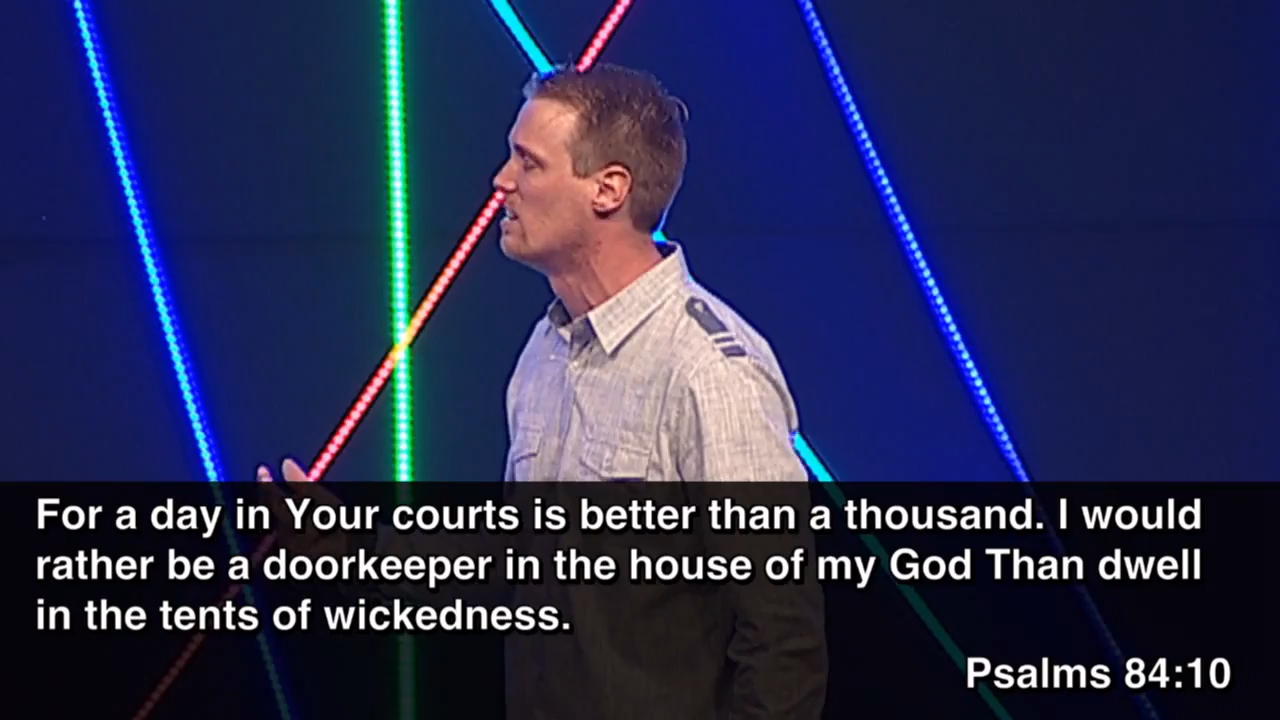 For a day in Your courts is better than a thousand. I would
rather be a doorkeeper in the house of my God Than dwell
in the tents of wickedness.
Psalms 84:10